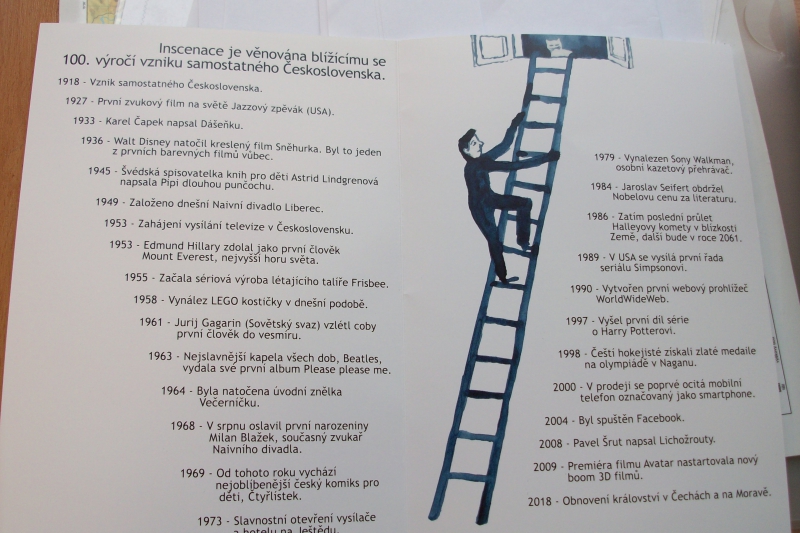 Inscenace je věnována blížícímu se
100. výročí vzniku samostatného Československa.
1918 - Vznik samostatného Československa.
1927 - První zvukový film na světě Jazzový zpěvák (USA).
1933 - Karel Čapek napsal Dášeňku.
1936 - Walt Disney natočil kreslený film Sněhurka. Byl to jeden
z prvních barevných filmů vůbec.
1945 - Švédská spisovatelka knih pro děti Astrid Lindgrenová
napsala Pipi dlouhou punčochu.
1949 - Založeno dnešní Naivní divadlo Liberec.
1953 - Zahájení vysílání televize v Československu.
1953 - Edmund Hillary zdolal jako první člověk
Mount Everest, nejvyšší horu světa.
1955 - Začala sériová výroba létajícího talíře Frisbee.
1958 - Vynález LEGO kostičky v dnešní podobě.
1961 - Jurij Gagarin (Sovětský svaz) vzlétl coby
první člověk do vesmíru.
1963 - Nejslavnější kapela všech dob, Beatles,
vydala své první album Please please me.
1964 - Byla natočena úvodní znělka
Večerníčku.
1968 - V srpnu oslavil první narozeniny
Milan Blažek, současný zvukař
Naivního divadla.
1969 - Od tohoto roku vychází
nejoblíbenější český komiks pro
děti, Čtyřlístek.
1973 - Slavnostní otevření vysílače
a hotelu na Ještědu.
1979 - Vynalezen Sony Walkman,
osobní kazetový přehrávač.
1984 - Jaroslav Seifert obdržel
Nobelovu cenu za literaturu.
1986 - Zatím poslední průlet
Halleyovy komety v blízkosti
Země, další bude v roce 2061.
1989 - V USA se vysílá první řada
seriálu Simpsonovi.
1990 - Vytvořen první webový prohlížeč
WorldWideWeb.
1997 - Vyšel první díl série
o Harry Potterovi.
1998 - Čeští hokejisté získali zlaté medaile
na olympiádě v Naganu.
2000 - V prodeji se poprvé ocitá mobilní
telefon označovaný jako smartphone.
2004 - Byl spuštěn Facebook.
2008 - Pavel Šrut napsal Lichožrouty.
2009 - Premiéra filmu Avatar nastartovala nový
boom 3D filmů.
2018 - Obnovení království v Čechách a na Moravě.